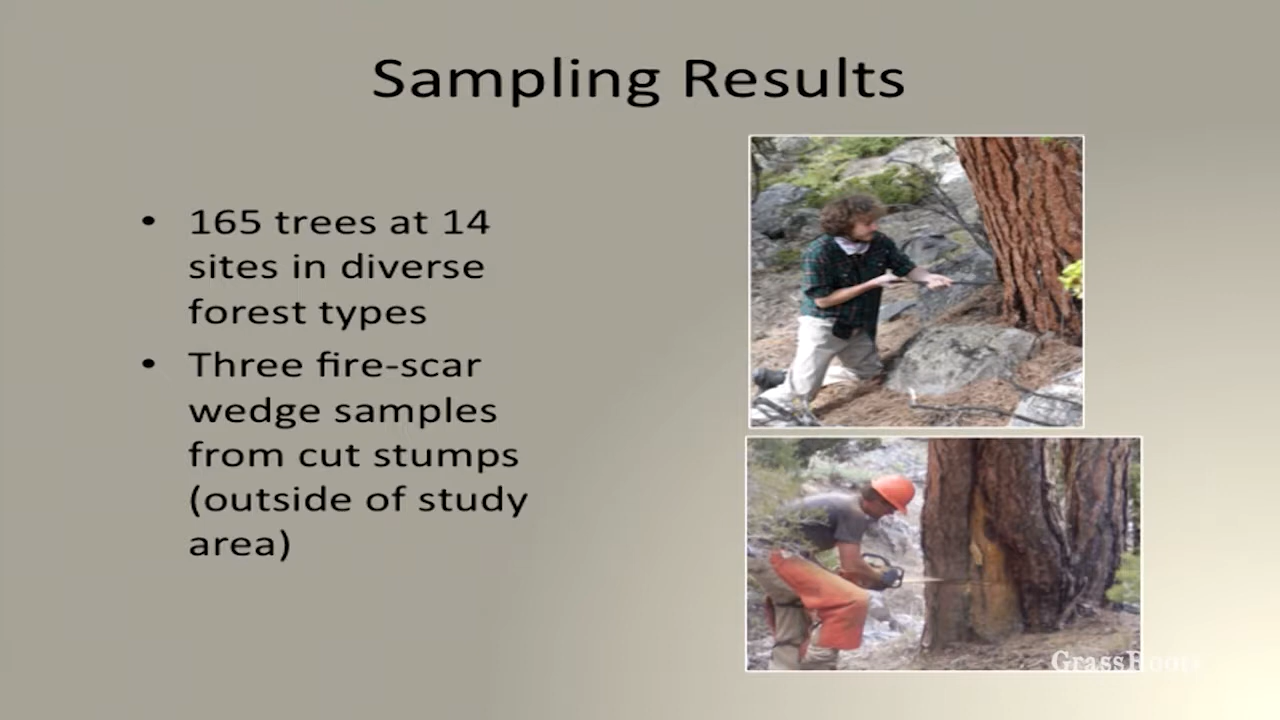 Sampling Results
• 165 trees at 14
sites in diverse
forest types
• Three fire-scar
wedge samples
from cut stumps
(outside of study
area)
GrassRoots